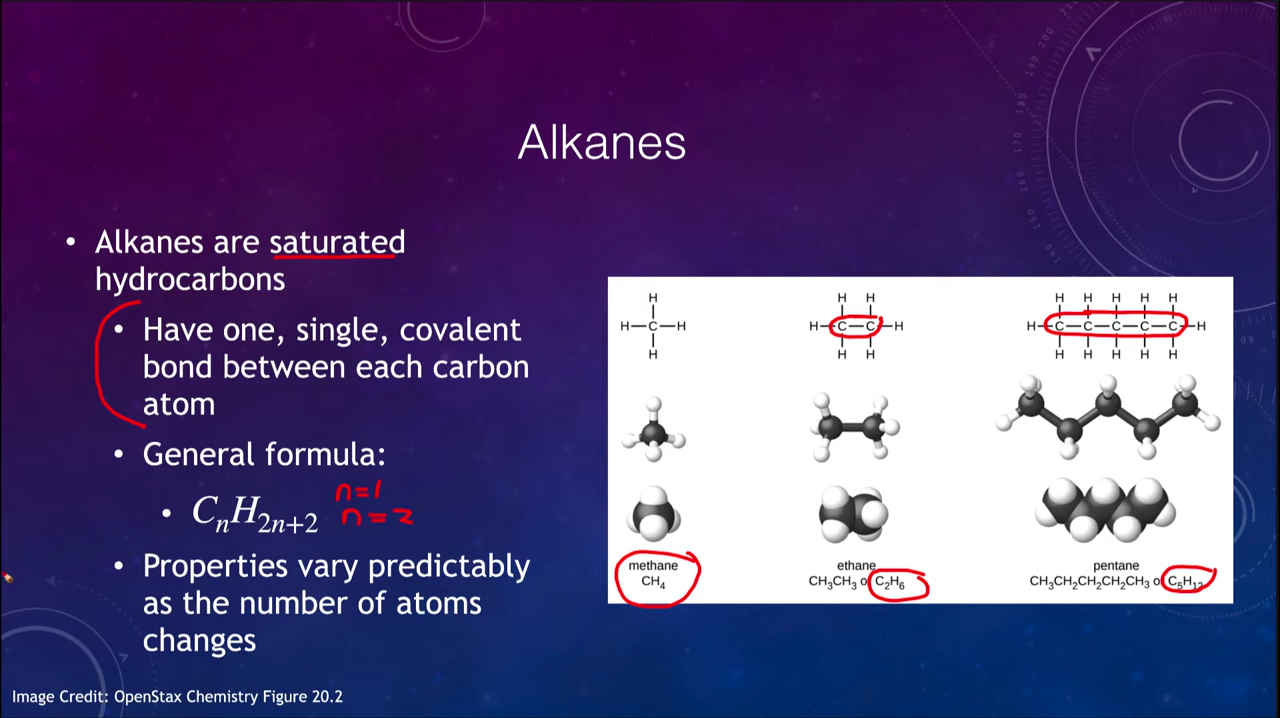 Alkanes
• Alkanes are saturated
hydrocarbons
• Have one, single, covalent
bond between each carbon
atom
• General formula:
• CₙH₂ₙ₊₂
n=1
n=2
• Properties vary predictably
as the number of atoms
changes
H H H H H H H H
H—C—H H—C—C—H H—C—C—C—C—C—H
H H H H H H H H
methane ethane pentane
CH₄ CH₃CH₃ o C₂H₆ CH₃CH₂CH₂CH₂CH₃ o C₅H₁₂
Image Credit: OpenStax Chemistry Figure 20.2